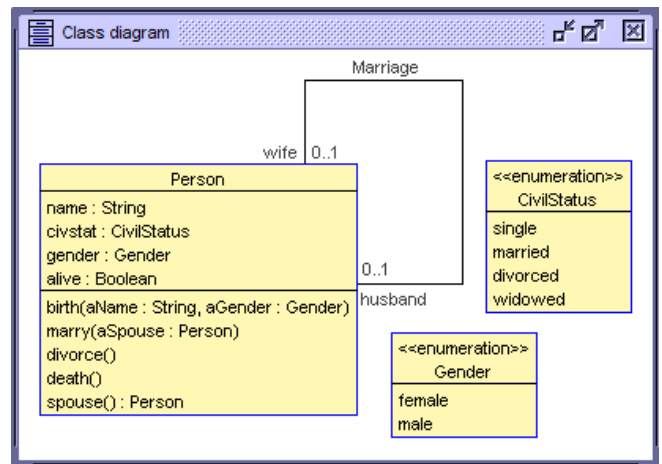 Class diagram
Marriage
wife 0..1
Person
name : String
civstat : CivilStatus
gender : Gender
alive : Boolean
birth(aName : String, aGender : Gender)
marry(aSpouse : Person)
divorce()
death()
spouse() : Person
0..1
husband
<<enumeration>>
CivilStatus
single
married
divorced
widowed
<<enumeration>>
Gender
female
male